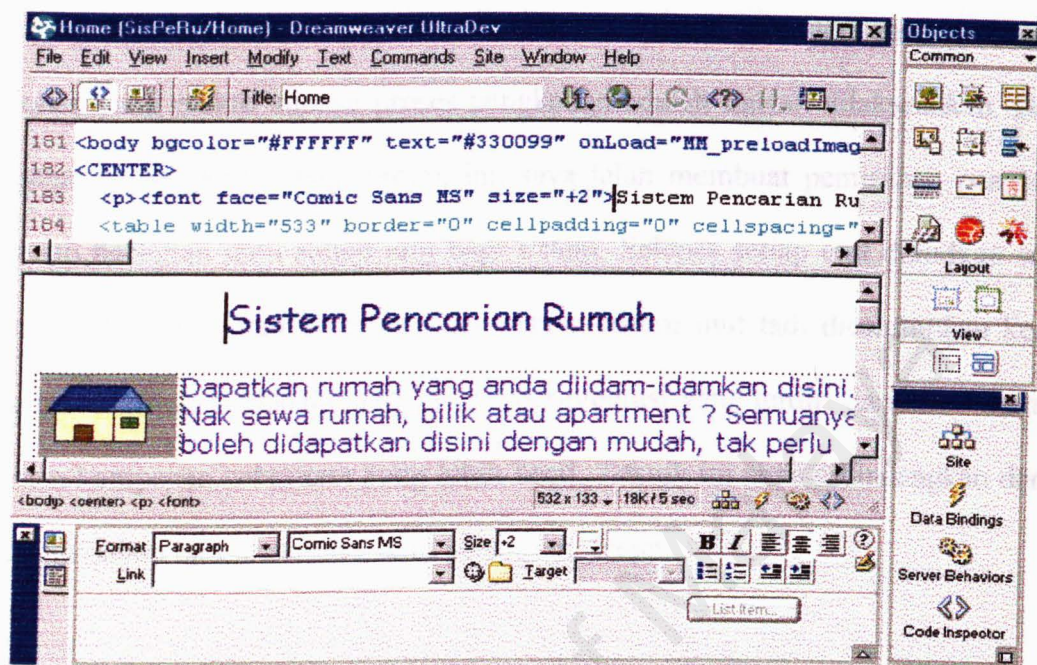 Home (SisPeRu/Home) - Dreamweaver UltraDev
File Edit View Insert Modify Text Commands Site Window Help
Title: Home
181 <body bgcolor="#FFFFFF" text="#330099" onLoad="MM_preloadImag
182 <CENTER>
183 <p><font face="Comic Sans MS" size="+2">Sistem Pencarian Ru
184 <table width="533" border="0" cellpadding="0" cellspacing="
Sistem Pencarian Rumah
Dapatkan rumah yang anda diidam-idamkan disini.
Nak sewa rumah, bilik atau apartment ? Semuanya
boleh didapatkan disini dengan mudah, tak perlu
<body> <center> <p> <font>
532 x 133 18K / 5 sec
Format Paragraph Comic Sans MS Size +2 B I
Link Target
List Item...
Objects
Common
Layout
View
Site
Data Bindings
Server Behaviors
Code Inspector